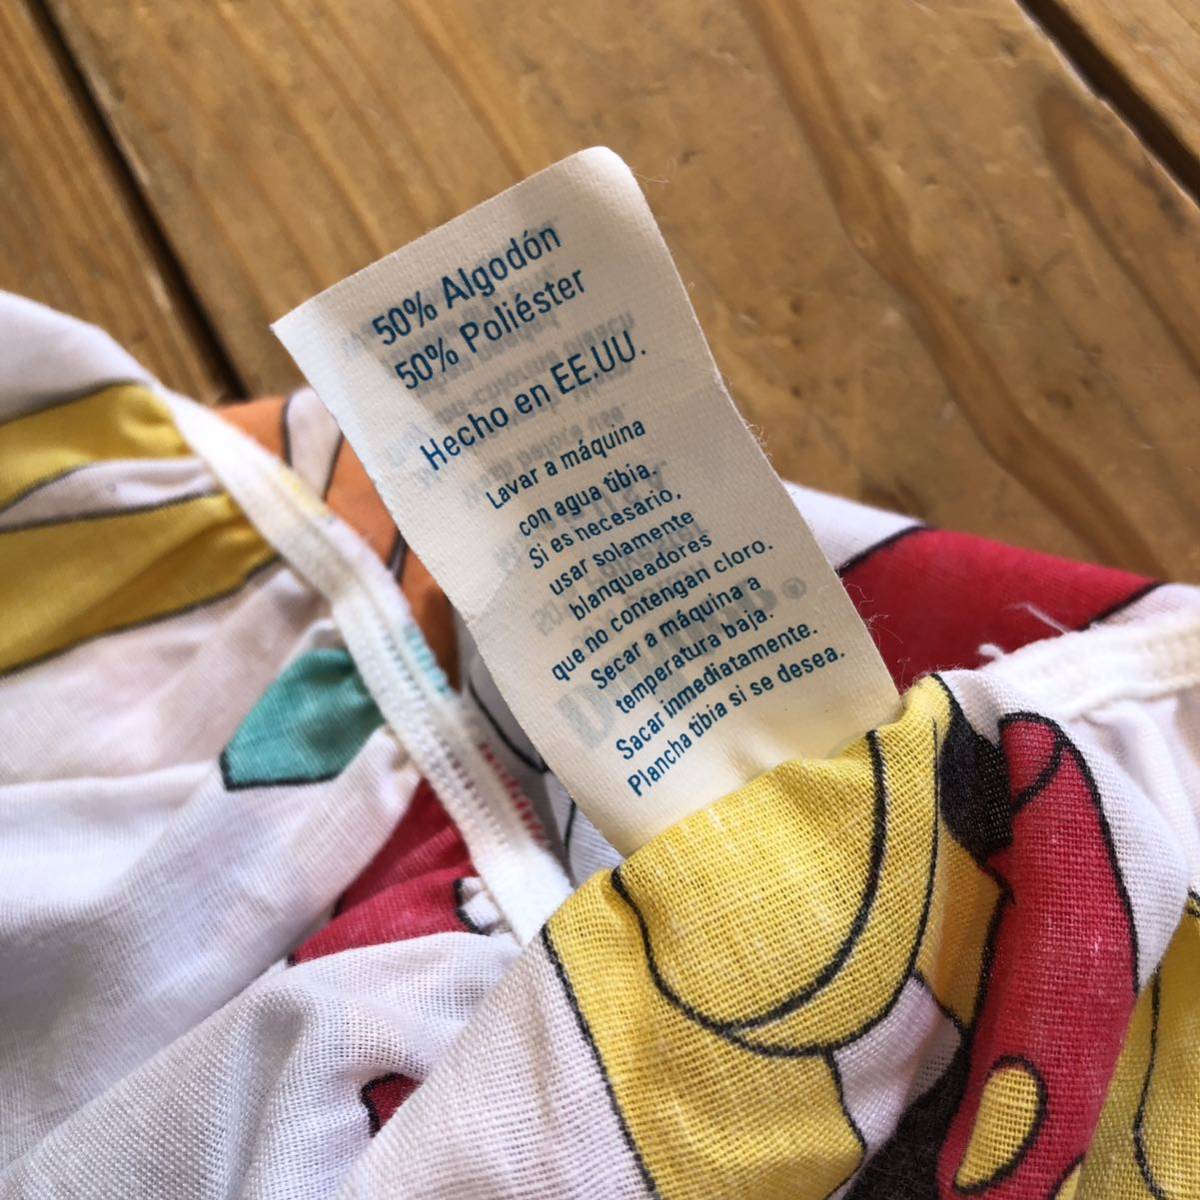 50% Algodón
50% Poliéster
Hecho en EE.UU.
Lavar a máquina
con agua tibia.
Si es necesario,
usar solamente
blanqueadores
que no contengan cloro.
Secar a máquina a
temperatura baja.
Sacar inmediatamente.
Plancha tibia si se desea.